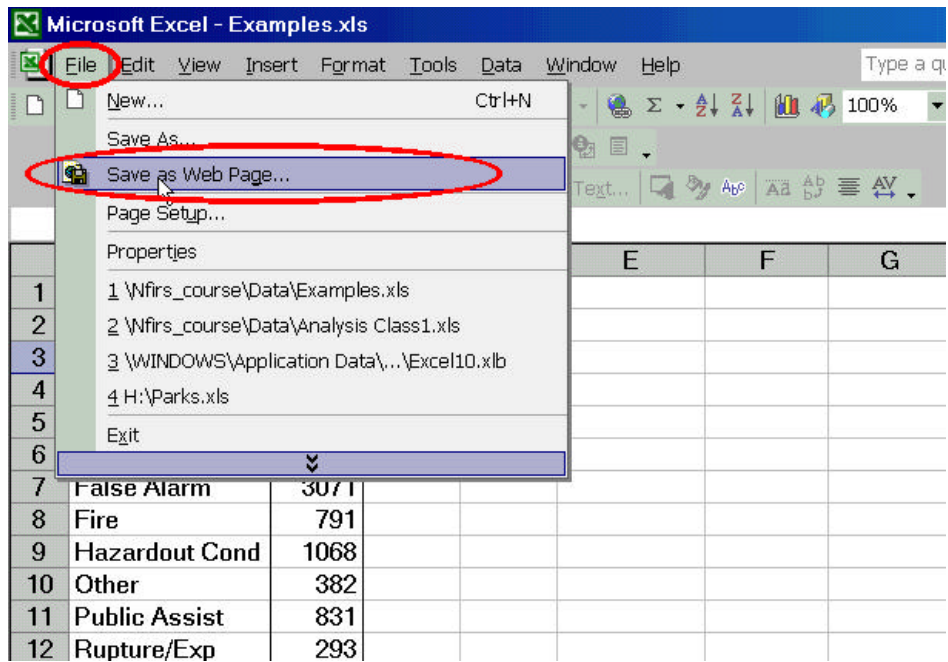 Microsoft Excel - Examples.xls
File Edit View Insert Format Tools Data Window Help Type a qu
New... Ctrl+N
Σ A Z Z A 100%
Save As...
Save as Web Page...
Text... Abc Aa Ab AV
Page Setup...
Properties
E F G
1 \Nfirs_course\Data\Examples.xls
2 \Nfirs_course\Data\Analysis Class1.xls
3 \WINDOWS\Application Data\...\Excel10.xlb
4 H:\Parks.xls
Exit
1
2
3
4
5
6
7 False Alarm 3071
8 Fire 791
9 Hazardout Cond 1068
10 Other 382
11 Public Assist 831
12 Rupture/Exp 293